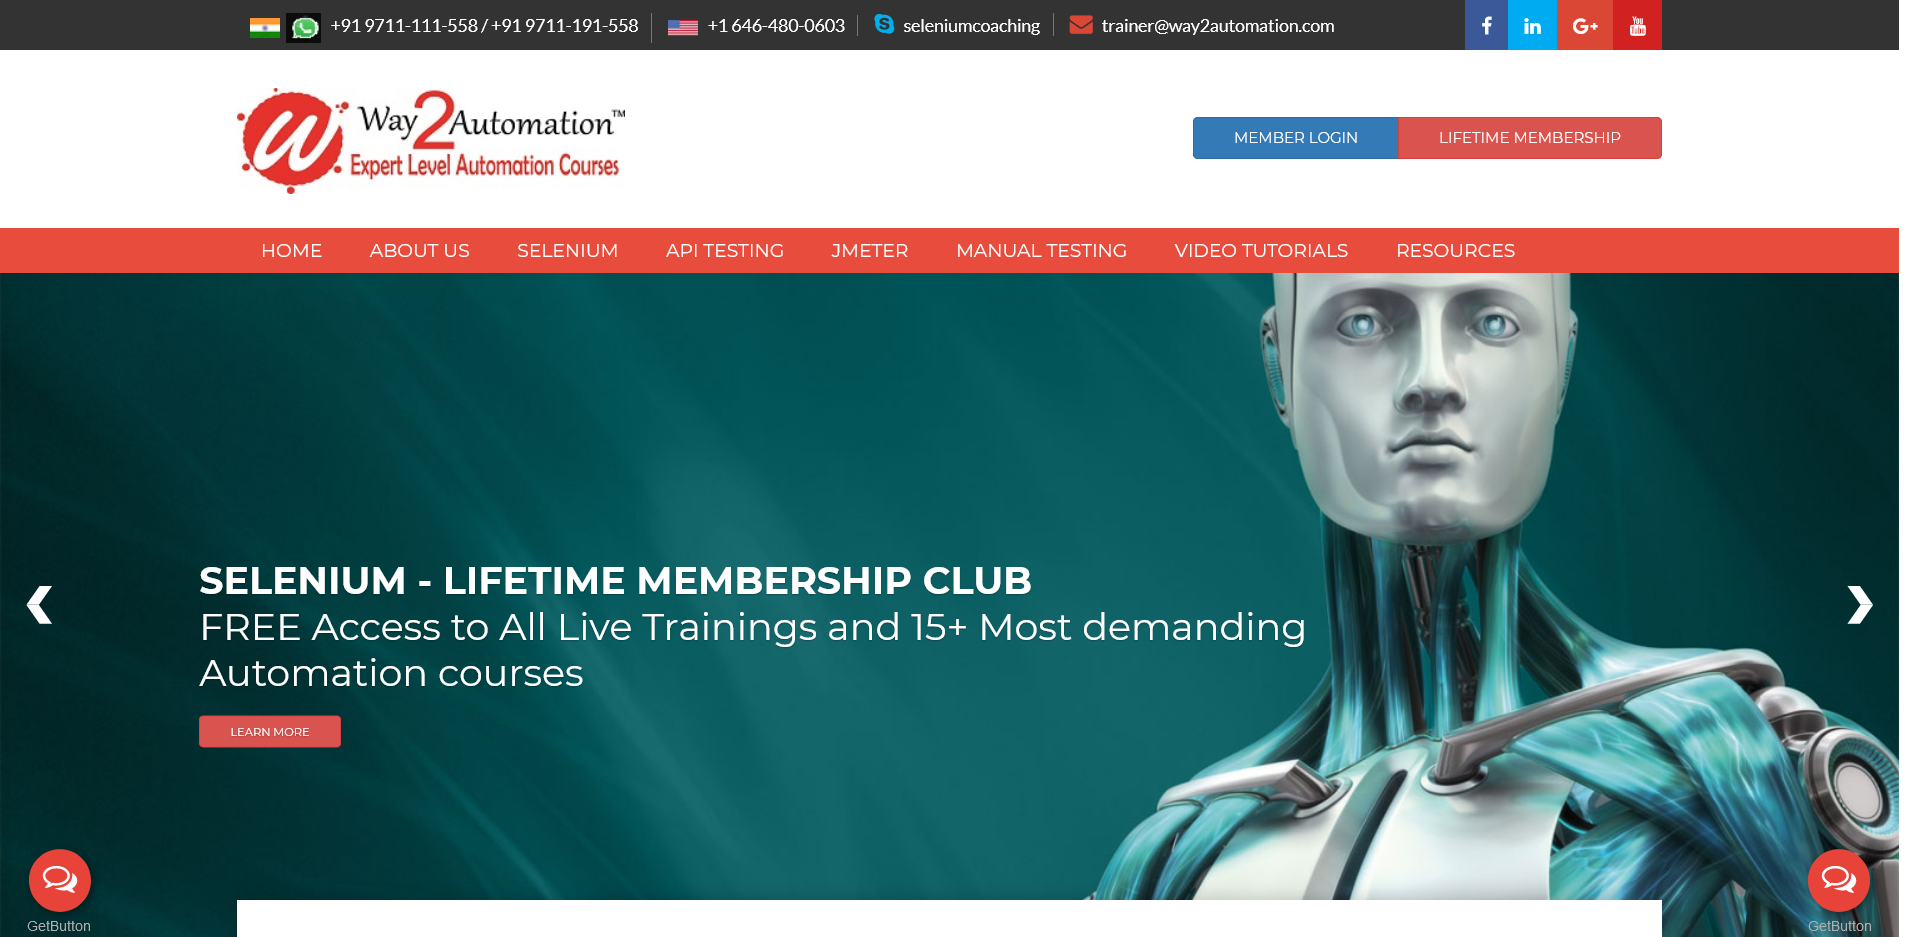 +91 9711-111-558 / +91 9711-191-558
+1 646-480-0603
seleniumcoaching
trainer@way2automation.com
Way2Automation™
Expert Level Automation Courses
MEMBER LOGIN
LIFETIME MEMBERSHIP
HOME ABOUT US SELENIUM API TESTING JMETER MANUAL TESTING VIDEO TUTORIALS RESOURCES
SELENIUM - LIFETIME MEMBERSHIP CLUB
FREE Access to All Live Trainings and 15+ Most demanding
Automation courses
LEARN MORE
GetButton
GetButton